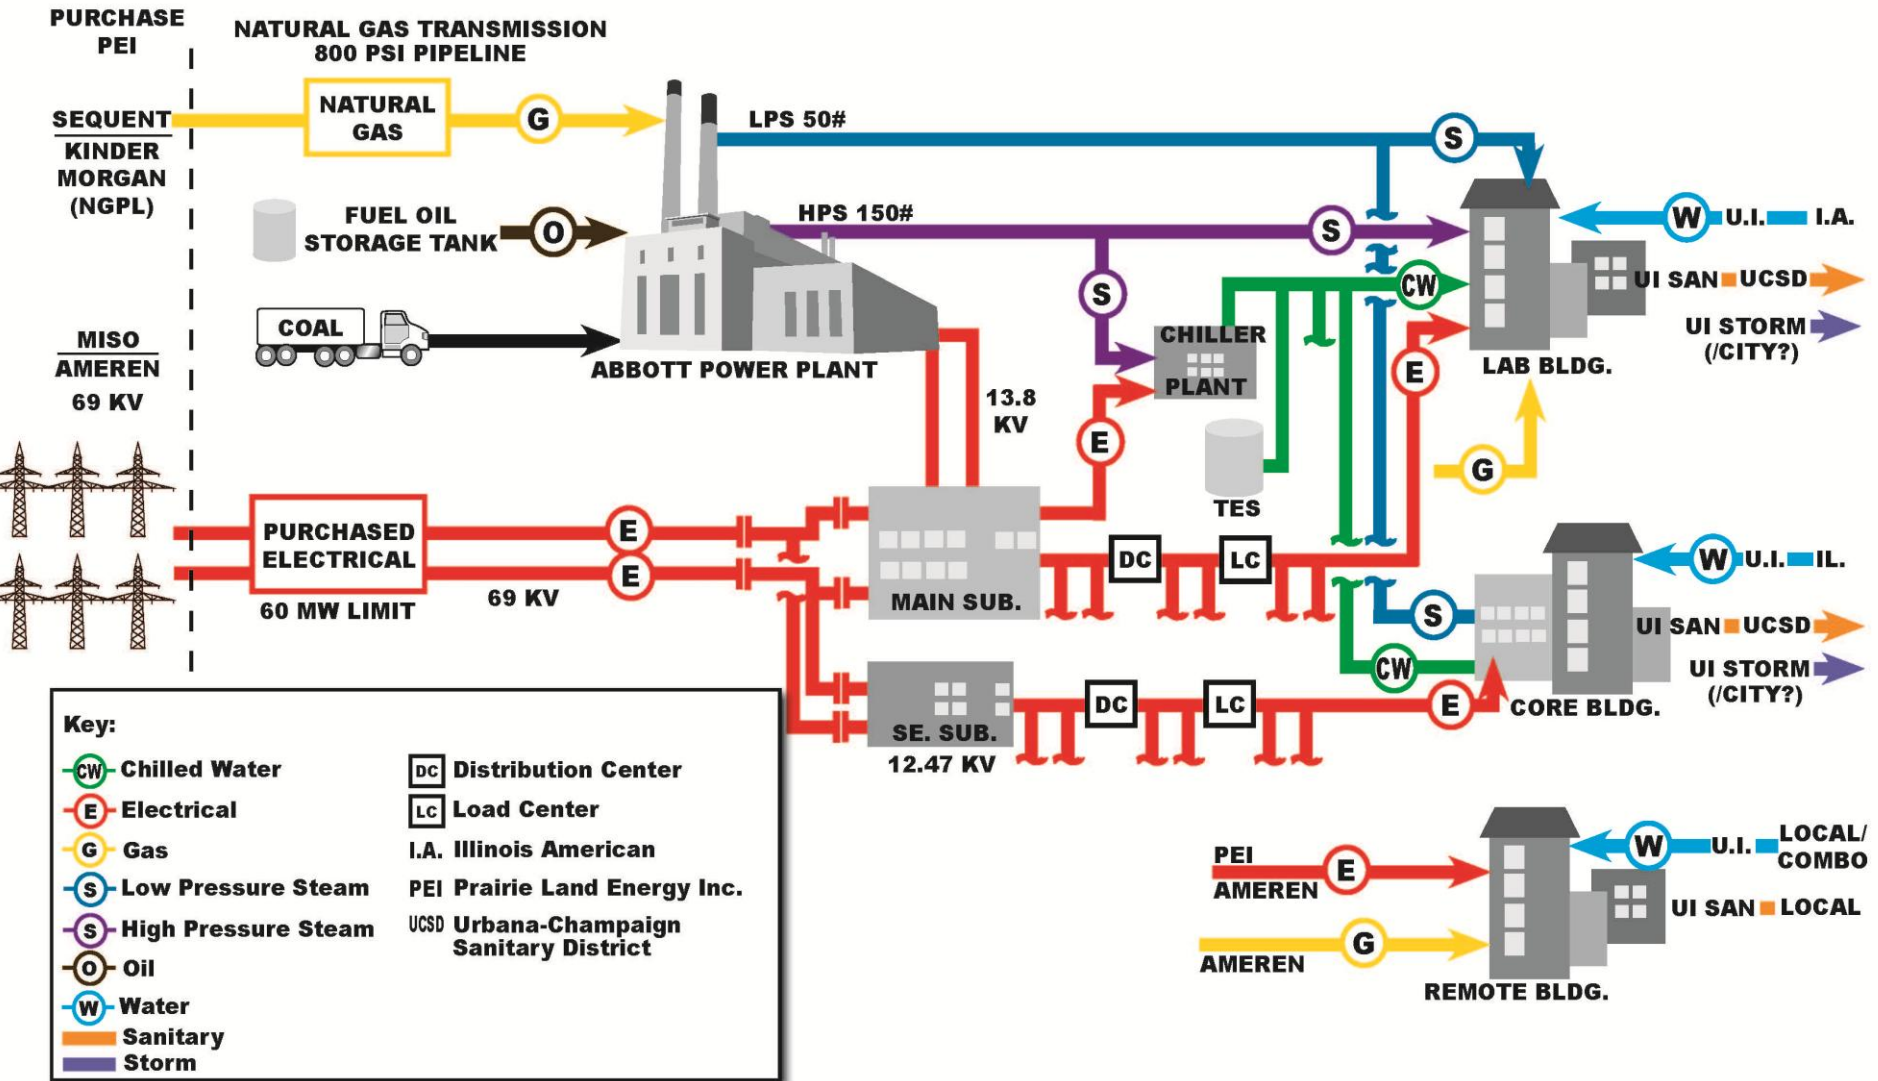 PURCHASE
PEI
NATURAL GAS TRANSMISSION
800 PSI PIPELINE
SEQUENT
KINDER
MORGAN
(NGPL)
NATURAL
GAS
G
LPS 50#
S
FUEL OIL
STORAGE TANK
O
HPS 150#
S
S
W
U.I.
I.A.
CW
UI SAN
UCSD
UI STORM
(/CITY?)
LAB BLDG.
COAL
ABBOTT POWER PLANT
CHILLER
PLANT
E
MISO
AMEREN
69 KV
13.8
KV
E
G
TES
PURCHASED
ELECTRICAL
60 MW LIMIT
E
E
69 KV
MAIN SUB.
DC
LC
W
U.I.
IL.
S
UI SAN
UCSD
CW
UI STORM
(/CITY?)
CORE BLDG.
SE. SUB.
12.47 KV
DC
LC
E
PEI
AMEREN
E
W
U.I.
LOCAL/
COMBO
UI SAN
LOCAL
AMEREN
G
REMOTE BLDG.
Key:
CW Chilled Water
E Electrical
G Gas
S Low Pressure Steam
S High Pressure Steam
O Oil
W Water
Sanitary
Storm
DC Distribution Center
LC Load Center
I.A. Illinois American
PEI Prairie Land Energy Inc.
UCSD Urbana-Champaign
Sanitary District